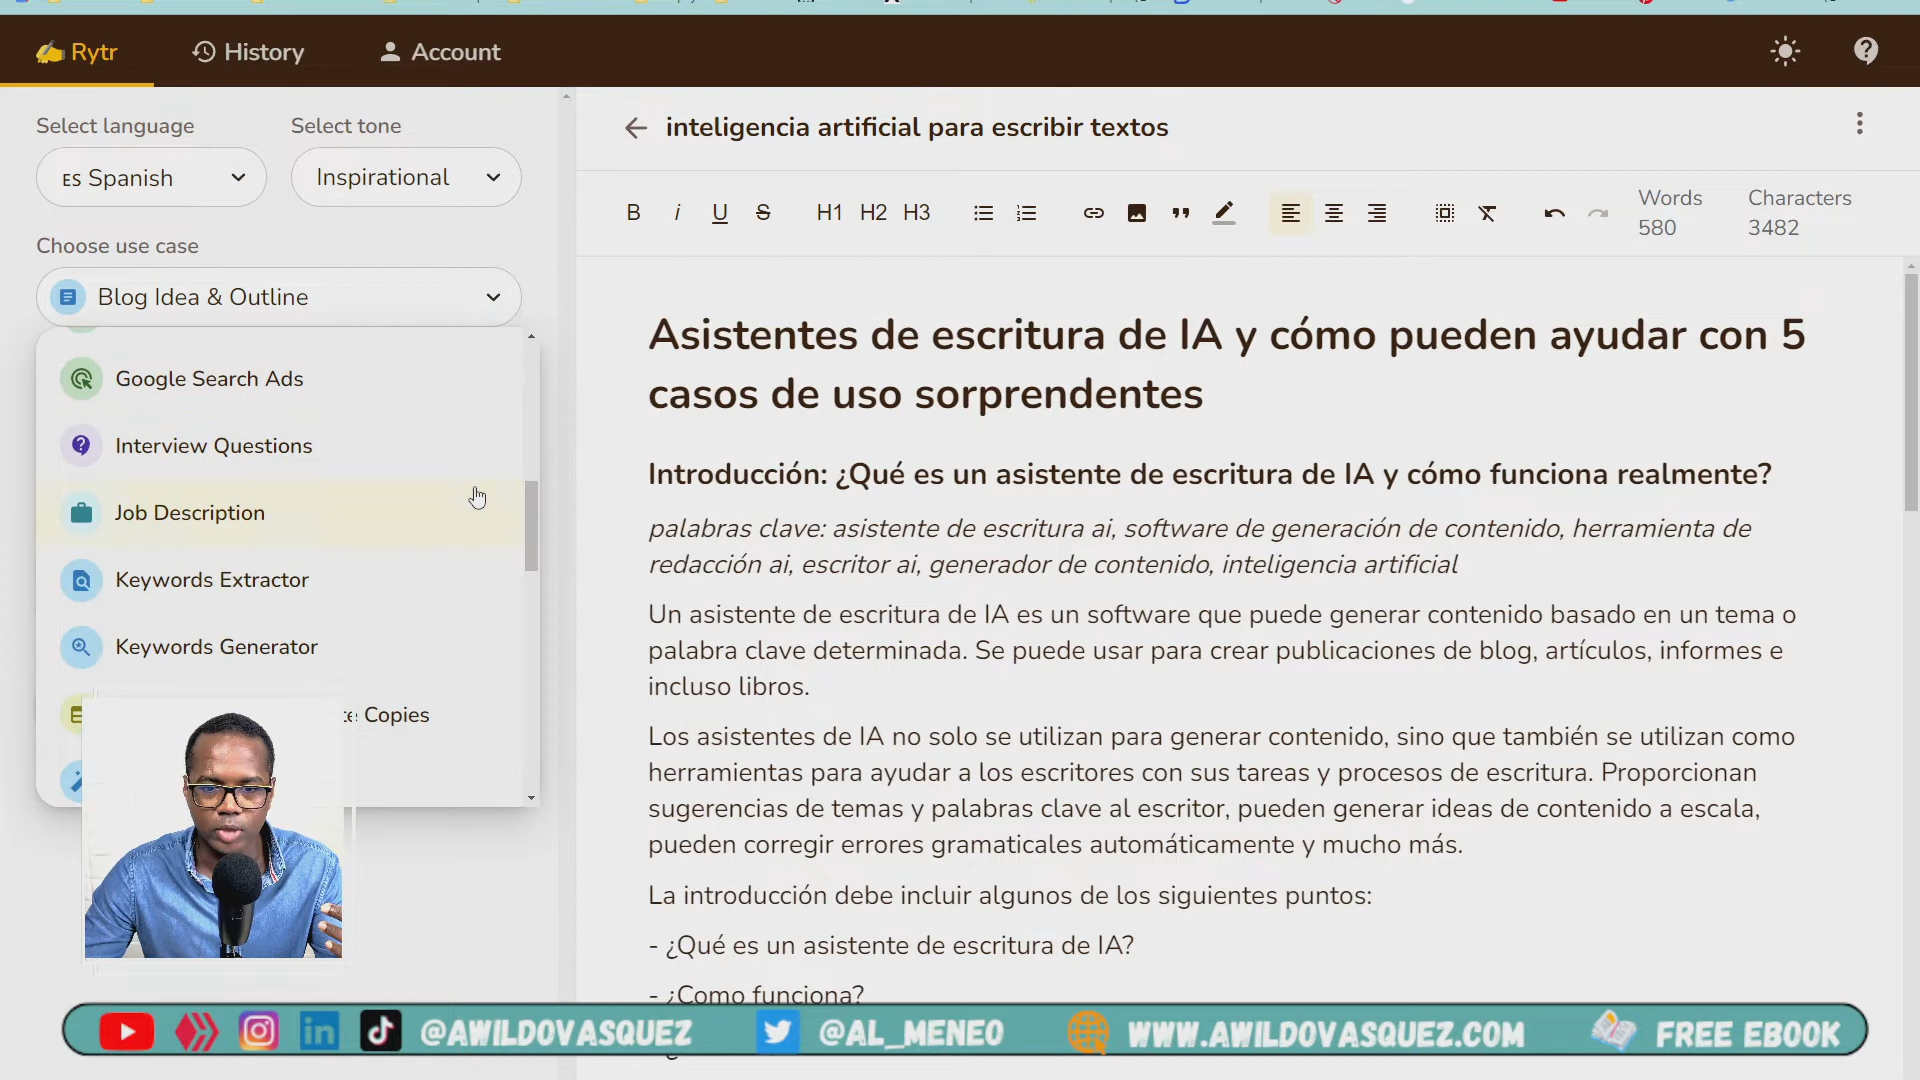 Rytr
History
Account
Select language
Select tone
ES Spanish
Inspirational
Choose use case
Blog Idea & Outline
Google Search Ads
Interview Questions
Job Description
Keywords Extractor
Keywords Generator
Copies
inteligencia artificial para escribir textos
B i U S H1 H2 H3
Words
580
Characters
3482
Asistentes de escritura de IA y cómo pueden ayudar con 5
casos de uso sorprendentes
Introducción: ¿Qué es un asistente de escritura de IA y cómo funciona realmente?
palabras clave: asistente de escritura ai, software de generación de contenido, herramienta de
redacción ai, escritor ai, generador de contenido, inteligencia artificial
Un asistente de escritura de IA es un software que puede generar contenido basado en un tema o
palabra clave determinada. Se puede usar para crear publicaciones de blog, artículos, informes e
incluso libros.
Los asistentes de IA no solo se utilizan para generar contenido, sino que también se utilizan como
herramientas para ayudar a los escritores con sus tareas y procesos de escritura. Proporcionan
sugerencias de temas y palabras clave al escritor, pueden generar ideas de contenido a escala,
pueden corregir errores gramaticales automáticamente y mucho más.
La introducción debe incluir algunos de los siguientes puntos:
- ¿Qué es un asistente de escritura de IA?
- ¿Como funciona?
@AWILDOVASQUEZ
@AL_MENEO
WWW.AWILDOVASQUEZ.COM
FREE EBOOK